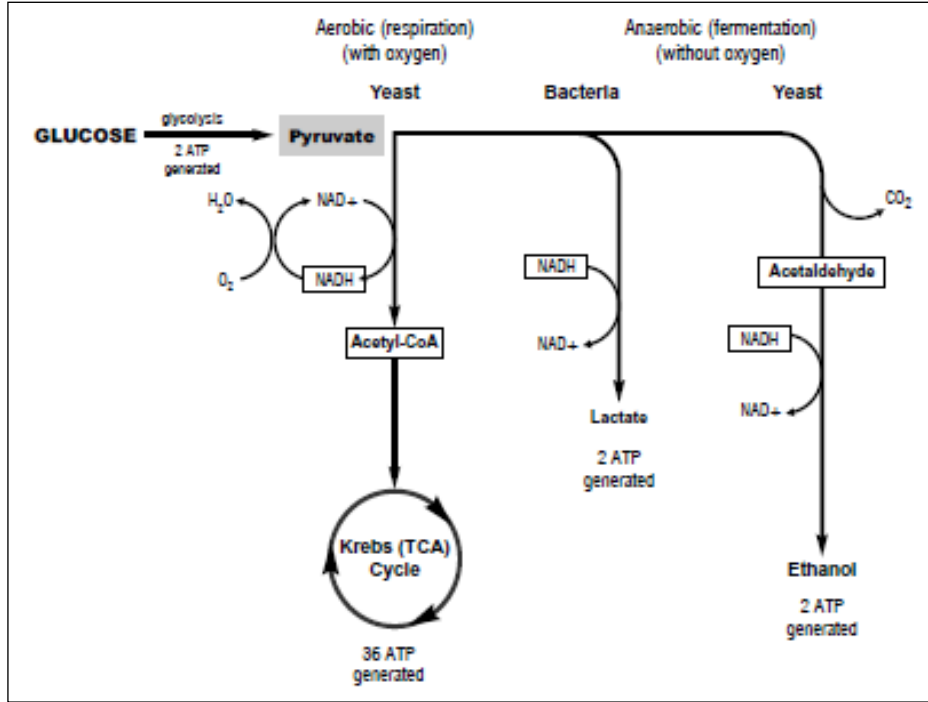 Aerobic (respiration)
(with oxygen)
Anaerobic (fermentation)
(without oxygen)
Yeast
Bacteria
Yeast
GLUCOSE
glycolysis
2 ATP
generated
Pyruvate
H2O
NAD+
O2
NADH
CO2
NADH
NAD+
Acetaldehyde
Acetyl-CoA
NADH
NAD+
Lactate
2 ATP
generated
Krebs (TCA)
Cycle
36 ATP
generated
Ethanol
2 ATP
generated